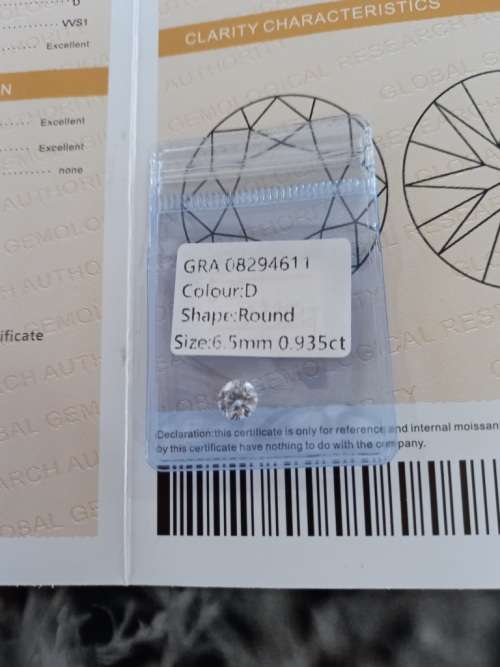 D
VVS1
Excellent
N
Excellent
Excellent
none
ificate
CLARITY CHARACTERISTICS
GRA 08294611
Colour:D
Shape:Round
Size:6.5mm 0.935ct
Declaration:this certificate is only for reference and internal moissan
by this certificate have nothing to do with the company.